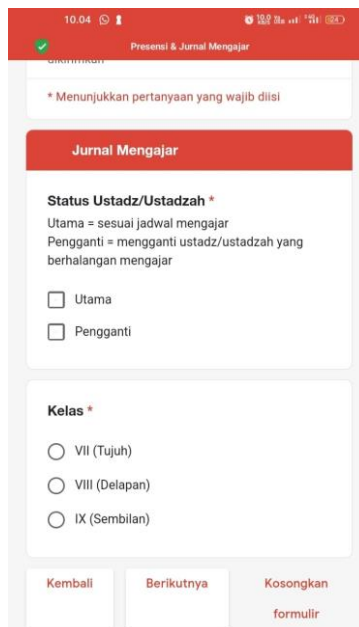 10.04
Presensi & Jurnal Mengajar
* Menunjukkan pertanyaan yang wajib diisi
Jurnal Mengajar
Status Ustadz/Ustadzah *
Utama = sesuai jadwal mengajar
Pengganti = mengganti ustadz/ustadzah yang
berhalangan mengajar
Utama
Pengganti
Kelas *
VII (Tujuh)
VIII (Delapan)
IX (Sembilan)
Kembali
Berikutnya
Kosongkan
formulir